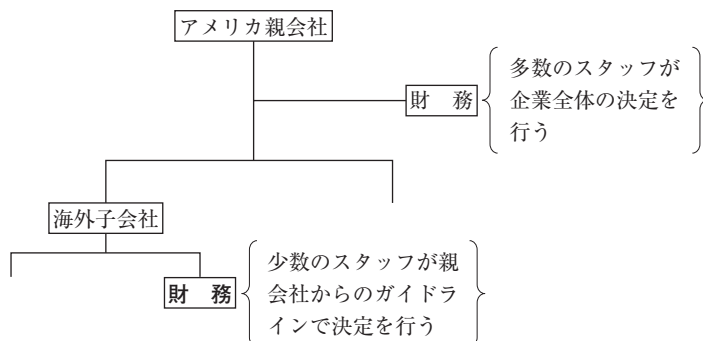 アメリカ親会社
財　務
多数のスタッフが
企業全体の決定を
行う
海外子会社
財　務
少数のスタッフが親
会社からのガイドラ
インで決定を行う